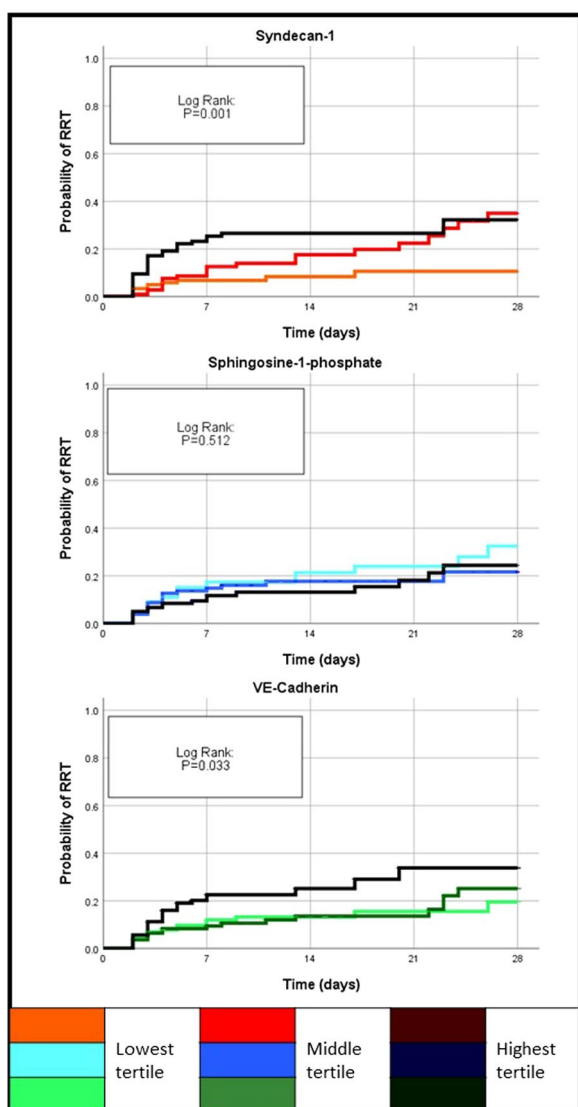 Syndecan-1
1.0
Log Rank:
P=0.001
0.8
0.6
0.4
0.2
0.0
Probability of RRT
0 7 14 21 28
Time (days)
Sphingosine-1-phosphate
1.0
Log Rank:
P=0.512
0.8
0.6
0.4
0.2
0.0
Probability of RRT
0 7 14 21 28
Time (days)
VE-Cadherin
1.0
Log Rank:
P=0.033
0.8
0.6
0.4
0.2
0.0
Probability of RRT
0 7 14 21 28
Time (days)
Lowest tertile
Middle tertile
Highest tertile